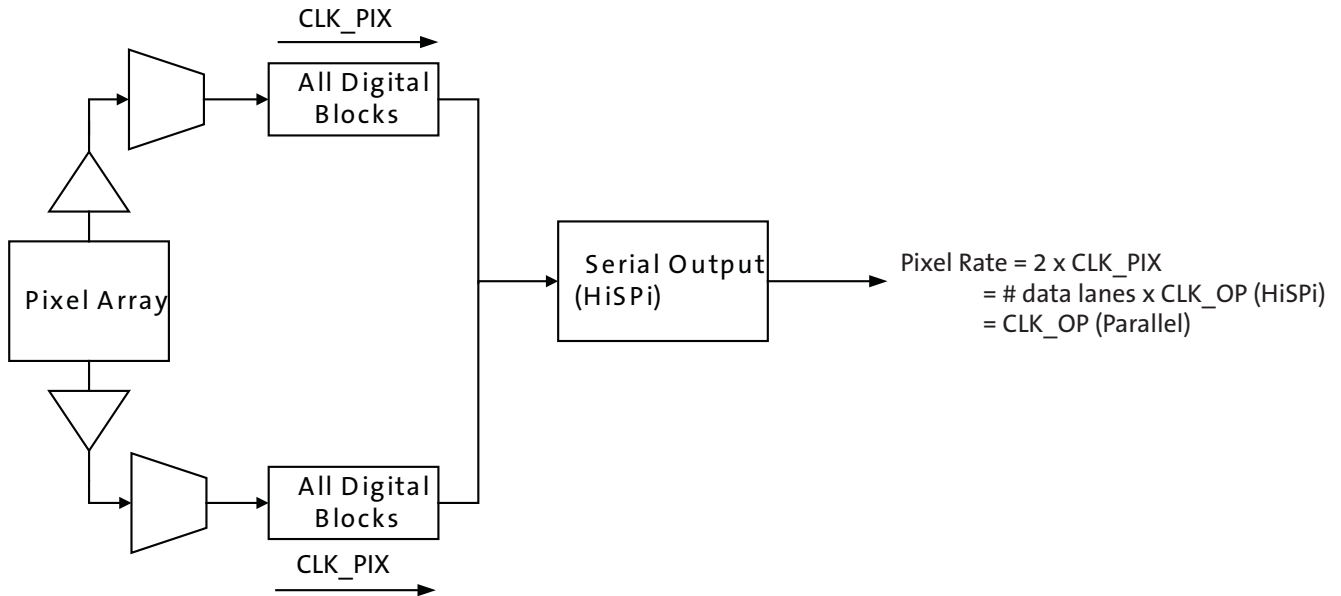 CLK_PIX
All Digital
Blocks
Pixel Array
Serial Output
(HiSPi)
Pixel Rate = 2 x CLK_PIX
= # data lanes x CLK_OP (HiSPi)
= CLK_OP (Parallel)
All Digital
Blocks
CLK_PIX